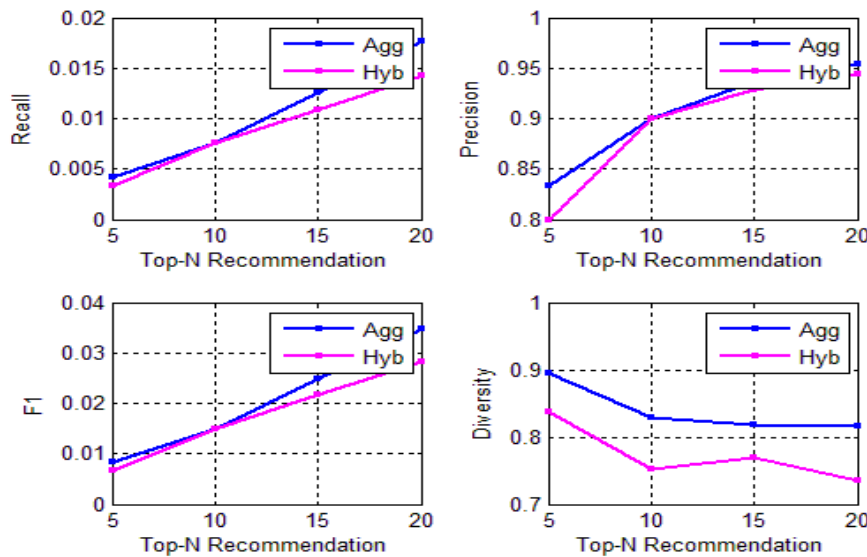 0.02
0.015
0.01
0.005
0
Recall
5 10 15 20
Top-N Recommendation
Agg
Hyb
1
0.95
0.9
0.85
0.8
Precision
5 10 15 20
Top-N Recommendation
Agg
Hyb
0.04
0.03
0.02
0.01
0
F1
5 10 15 20
Top-N Recommendation
Agg
Hyb
1
0.9
0.8
0.7
Diversity
5 10 15 20
Top-N Recommendation
Agg
Hyb